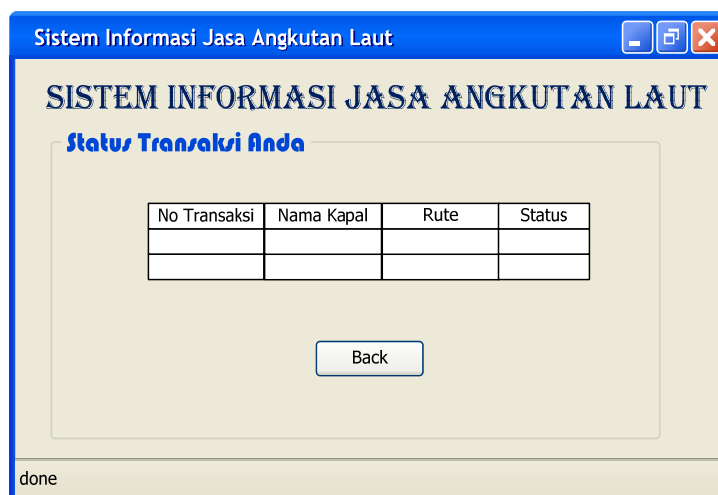 Sistem Informasi Jasa Angkutan Laut
SISTEM INFORMASI JASA ANGKUTAN LAUT
Status Transaksi Anda
No Transaksi Nama Kapal Rute Status
Back
done